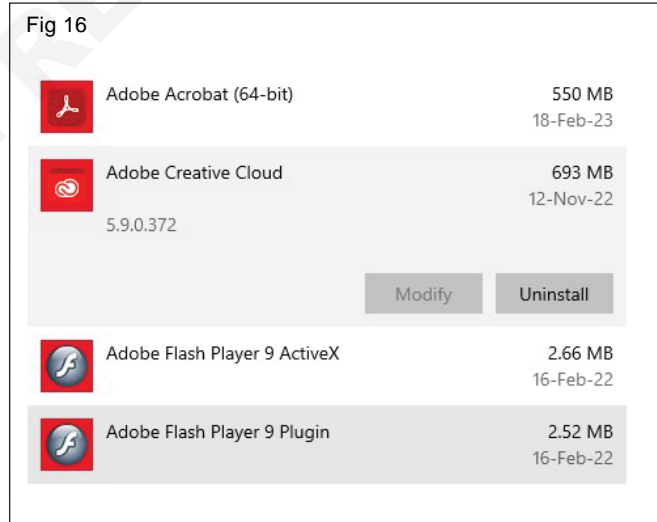 Fig 16
Adobe Acrobat (64-bit) 550 MB
18-Feb-23
Adobe Creative Cloud 693 MB
12-Nov-22
5.9.0.372
Modify Uninstall
Adobe Flash Player 9 ActiveX 2.66 MB
16-Feb-22
Adobe Flash Player 9 Plugin 2.52 MB
16-Feb-22